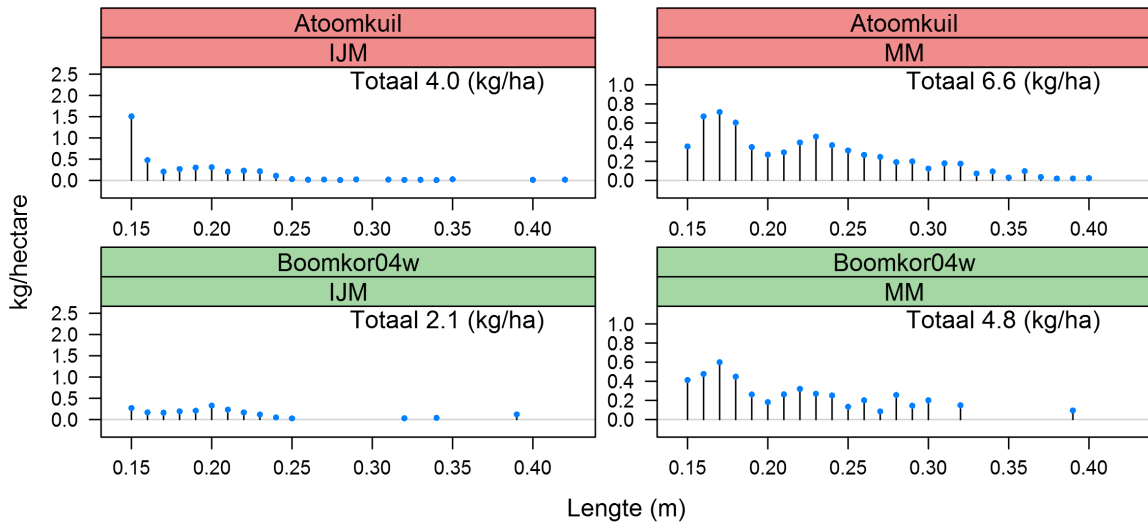 Atoomkuil
IJM
Totaal 4.0 (kg/ha)
2.5
2.0
1.5
1.0
0.5
0.0
0.15 0.20 0.25 0.30 0.35 0.40
Atoomkuil
MM
Totaal 6.6 (kg/ha)
1.0
0.8
0.6
0.4
0.2
0.0
0.15 0.20 0.25 0.30 0.35 0.40
kg/hectare
Boomkor04w
IJM
Totaal 2.1 (kg/ha)
2.5
2.0
1.5
1.0
0.5
0.0
0.15 0.20 0.25 0.30 0.35 0.40
Boomkor04w
MM
Totaal 4.8 (kg/ha)
1.0
0.8
0.6
0.4
0.2
0.0
0.15 0.20 0.25 0.30 0.35 0.40
Lengte (m)